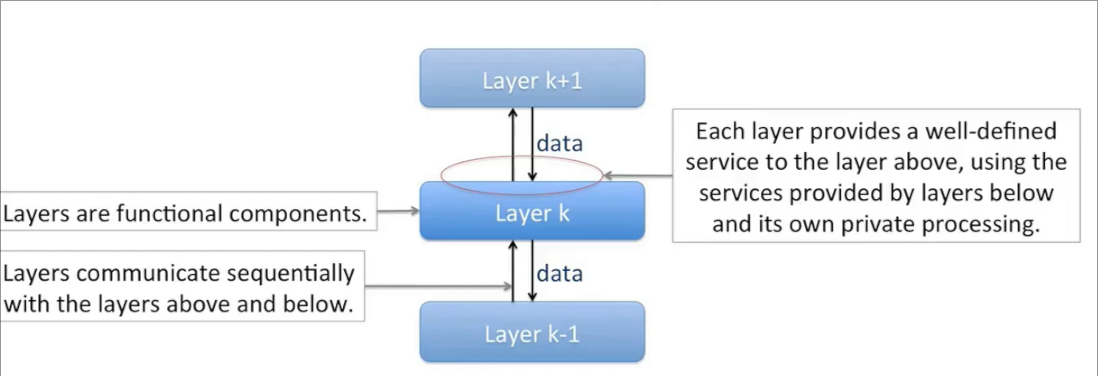 Layer k+1
data
Each layer provides a well-defined
service to the layer above, using the
services provided by layers below
and its own private processing.
Layers are functional components.
Layer k
Layers communicate sequentially
with the layers above and below.
data
Layer k-1